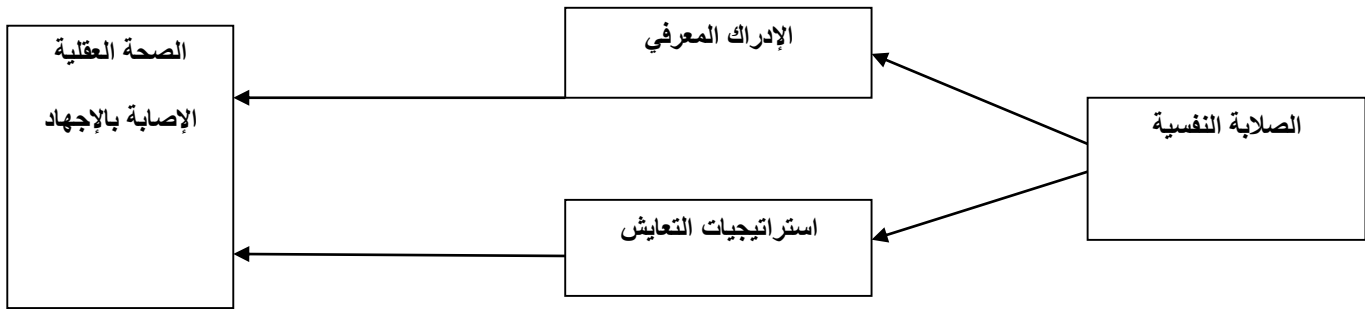 الصلابة النفسية
الإدراك المعرفي
استراتيجيات التعايش
الصحة العقلية
الإصابة بالإجهاد